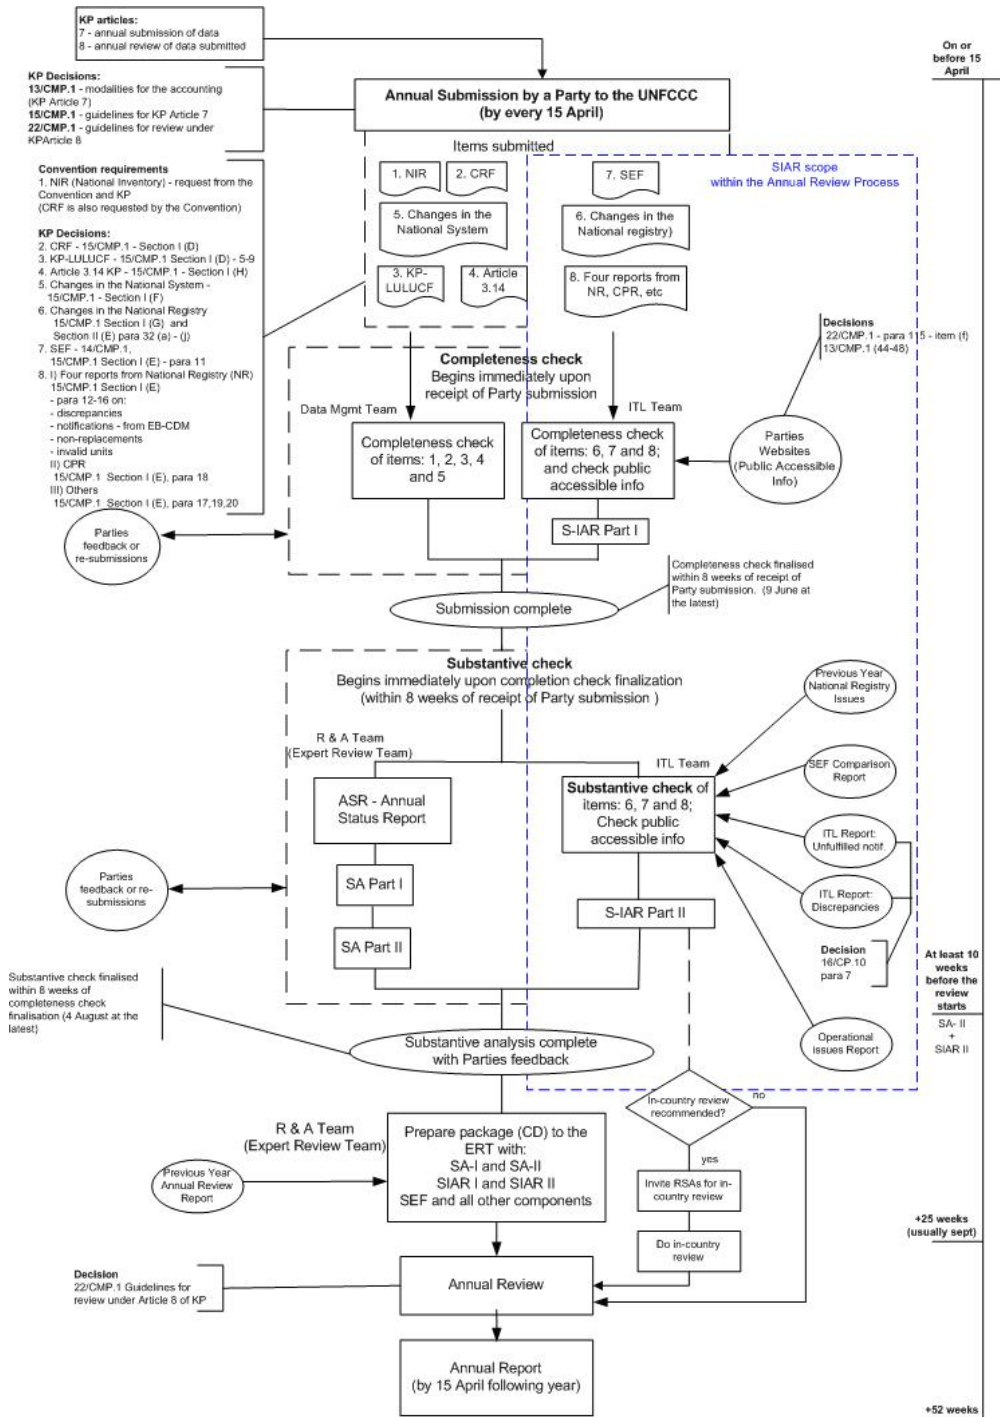 KP articles:
7 - annual submission of data
8 - annual review of data submitted
On or
before 15
April
KP Decisions:
13/CMP.1 - modalities for the accounting
(KP Article 7)
15/CMP.1 - guidelines for KP Article 7
22/CMP.1 - guidelines for review under
KPArticle 8
Annual Submission by a Party to the UNFCCC
(by every 15 April)
Items submitted
SIAR scope
within the Annual Review Process
1. NIR
2. CRF
7. SEF
5. Changes in the
National System
6. Changes in the
National registry)
3. KP-
LULUCF
4. Article
3.14
8. Four reports from
NR, CPR, etc
Convention requirements
1. NIR (National Inventory) - request from the
Convention and KP
(CRF is also requested by the Convention)
KP Decisions:
2. CRF - 15/CMP.1 - Section I (D)
3. KP-LULUCF - 15/CMP.1 Section I (D) - 5-9
4. Article 3.14 KP - 15/CMP.1 - Section I (H)
5. Changes in the National System -
15/CMP.1 - Section I (F)
6. Changes in the National Registry
15/CMP.1 Section I (G) and
Section II (E) para 32 (a) - (j)
7. SEF - 14/CMP.1,
15/CMP.1 Section I (E) - para 11
8. I) Four reports from National Registry (NR)
15/CMP.1 Section I (E)
- para 12-16 on:
- discrepancies
- notifications - from EB-CDM
- non-replacements
- invalid units
II) CPR
15/CMP.1 Section I (E), para 18
III) Others
15/CMP.1 Section I (E), para 17,19,20
Decisions
22/CMP.1 - para 115 - item (f)
13/CMP.1 (44-48)
Completeness check
Begins immediately upon
receipt of Party submission
Data Mgmt Team
ITL Team
Completeness check
of items: 1, 2, 3, 4
and 5
Completeness check
of items: 6, 7 and 8;
and check public
accessible info
Parties
Websites
(Public Accessible
Info)
S-IAR Part I
Parties
feedback or
re-submissions
Completeness check finalised
within 8 weeks of receipt of
Party submission. (9 June at
the latest)
Submission complete
Substantive check
Begins immediately upon completion check finalization
(within 8 weeks of receipt of Party submission )
Previous Year
National Registry
Issues
R & A Team
(Expert Review Team)
ITL Team
SEF Comparison
Report
ASR - Annual
Status Report
Substantive check of
items: 6, 7 and 8;
Check public
accessible info
ITL Report:
Unfulfilled notif.
Parties
feedback or re-
submissions
SA Part I
ITL Report:
Discrepancies
S-IAR Part II
SA Part II
Decision
16/CP.10
para 7
At least 10
weeks
before the
review
starts
SA- II
+
SIAR II
Substantive check finalised
within 8 weeks of
completeness check
finalisation (4 August at the
latest)
Substantive analysis complete
with Parties feedback
Operational
issues Report
In-country review
recommended?
no
yes
R & A Team
(Expert Review Team)
Prepare package (CD) to the
ERT with:
SA-I and SA-II
SIAR I and SIAR II
SEF and all other components
Previous Year
Annual Review
Report
Invite RSAs for in-
country review
+25 weeks
(usually sept)
Do in-country
review
Decision
22/CMP.1 Guidelines for
review under Article 8 of KP
Annual Review
Annual Report
(by 15 April following year)
+52 weeks